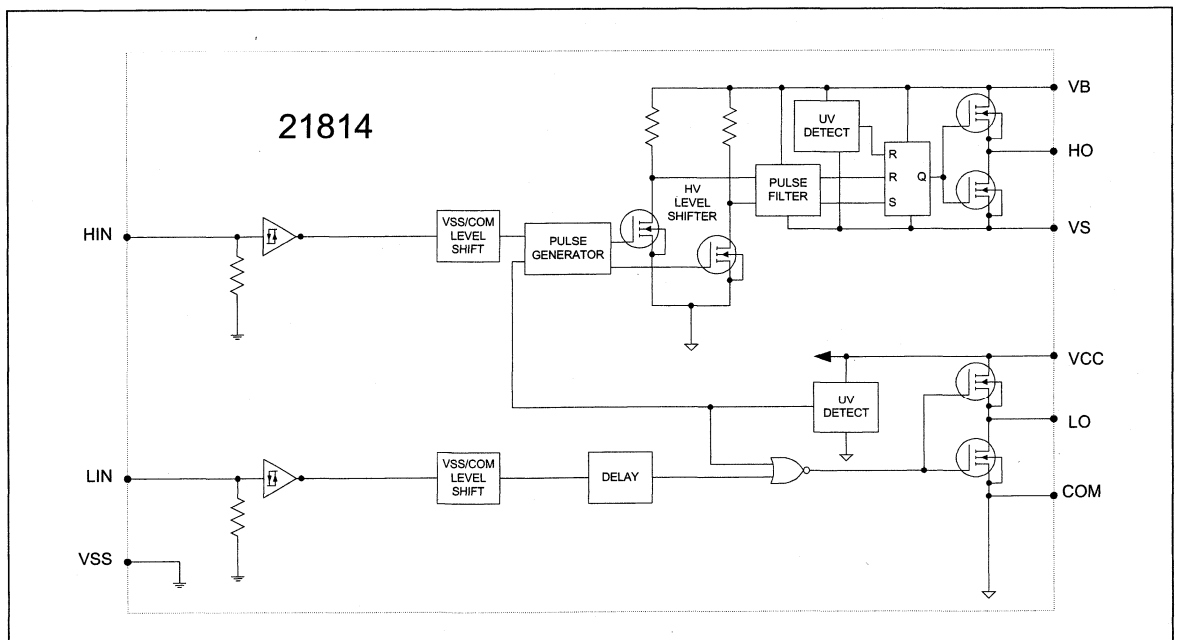 21814
HIN
VSS/COM
LEVEL
SHIFT
PULSE
GENERATOR
HV
LEVEL
SHIFTER
PULSE
FILTER
UV
DETECT
R
R
S
Q
VB
HO
VS
VCC
UV
DETECT
LO
LIN
VSS/COM
LEVEL
SHIFT
DELAY
COM
VSS